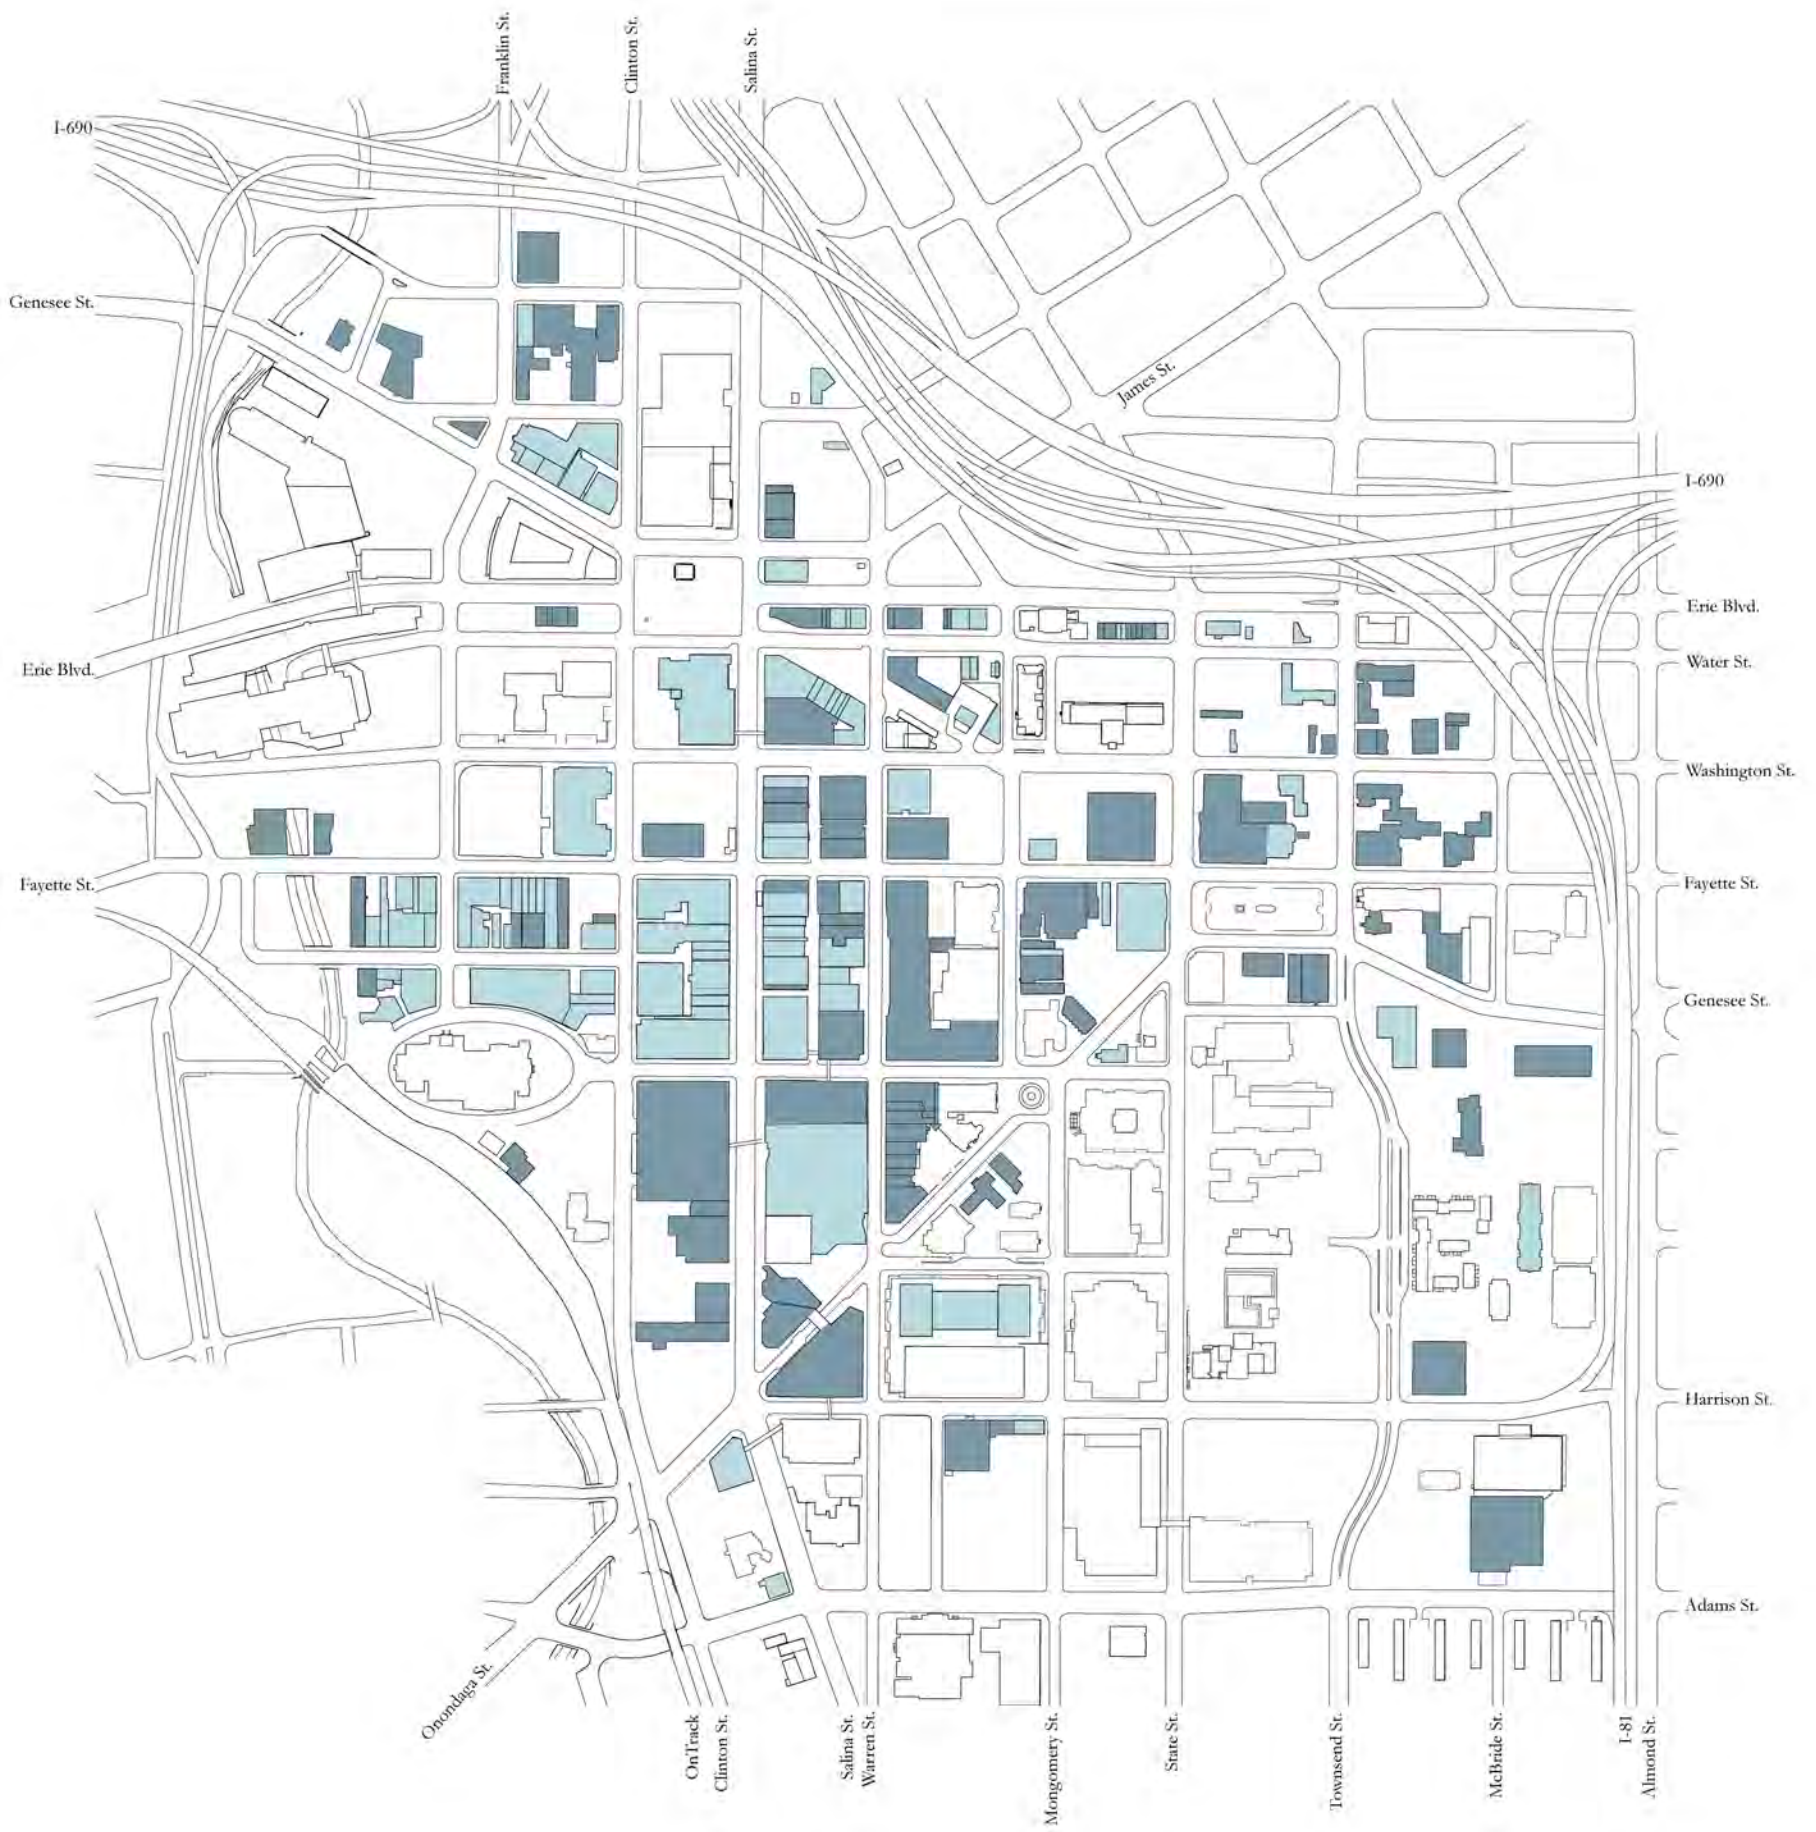 Franklin St.
Clinton St.
Salina St.
I-690
Genesee St.
James St.
I-690
Erie Blvd.
Water St.
Erie Blvd.
Washington St.
Fayette St.
Fayette St.
Genesee St.
Harrison St.
Adams St.
Onondaga St.
OnTrack
Clinton St.
Salina St.
Warren St.
Mongomery St.
State St.
Townsend St.
McBride St.
I-81
Almond St.